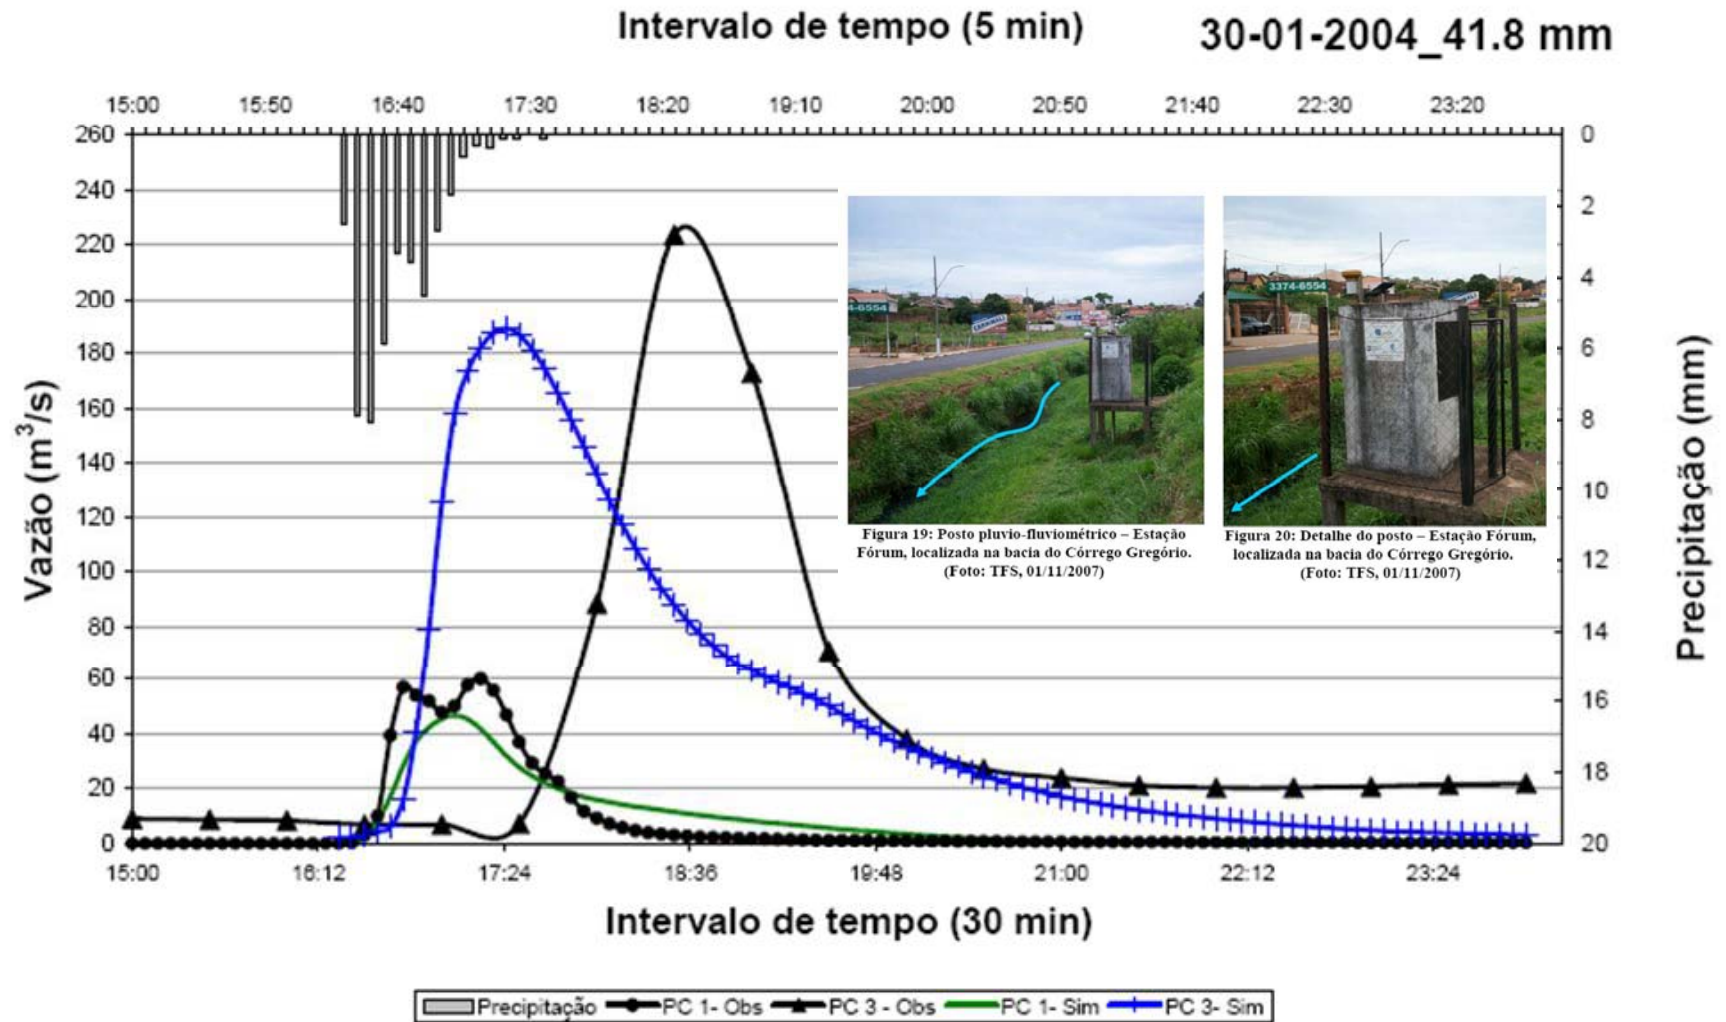 Intervalo de tempo (5 min)
30-01-2004_41.8 mm
15:00 15:50 16:40 17:30 18:20 19:10 20:00 20:50 21:40 22:30 23:20
260
240
220
200
180
160
140
120
100
80
60
40
20
0
Vazão (m³/s)
0
2
4
6
8
10
12
14
16
18
20
Precipitação (mm)
4-6554
3374-6554
Figura 19: Posto pluvio-fluviométrico – Estação
Fórum, localizada na bacia do Córrego Gregório.
(Foto: TFS, 01/11/2007)
Figura 20: Detalhe do posto – Estação Fórum,
localizada na bacia do Córrego Gregório.
(Foto: TFS, 01/11/2007)
15:00 16:12 17:24 18:36 19:48 21:00 22:12 23:24
Intervalo de tempo (30 min)
Precipitação PC 1- Obs PC 3 - Obs PC 1- Sim PC 3- Sim